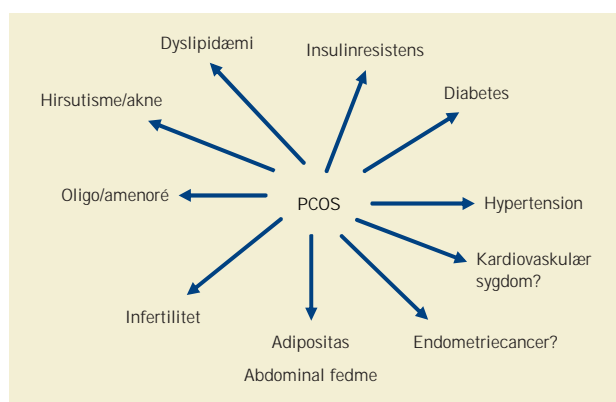 Dyslipidæmi
Insulinresistens
Hirsutisme/akne
Diabetes
Oligo/amenoré
PCOS
Hypertension
Kardiovaskulær
sygdom?
Infertilitet
Adipositas
Abdominal fedme
Endometriecancer?